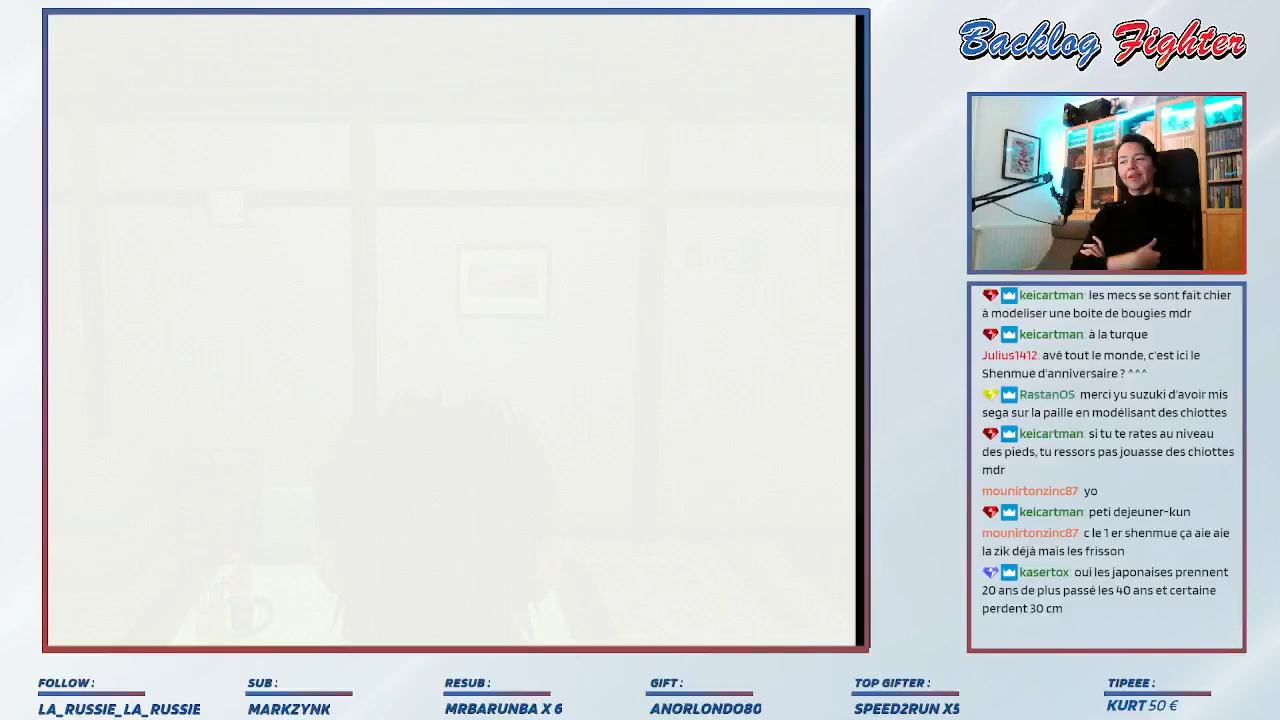 Backlog Fighter
keicartman: les mecs se sont fait chier
à modeliser une boite de bougies mdr
keicartman: à la turque
Julius1412: avé tout le monde, c'est ici le
Shenmue d'anniversaire ? ^^^
RastanOS merci yu suzuki d'avoir mis
sega sur la paille en modélisant des chiottes
keicartman: si tu te rates au niveau
des pieds, tu ressors pas jouasse des chiottes
mdr
mounirtonzinc87 yo
keicartman: peti dejeuner-kun
mounirtonzinc87 c le 1 er shenmue ça aie aie
la zik déjà mais les frisson
kasertox oui les japonaises prennent
20 ans de plus passé les 40 ans et certaine
perdent 30 cm
FOLLOW : SUB : RESUB : GIFT : TOP GIFTER : TIPEEE :
LA_RUSSIE_LA_RUSSIE MARKZYNK MRBARUNBA X 6 ANORLONDO80 SPEED2RUN X5 KURT 50 €